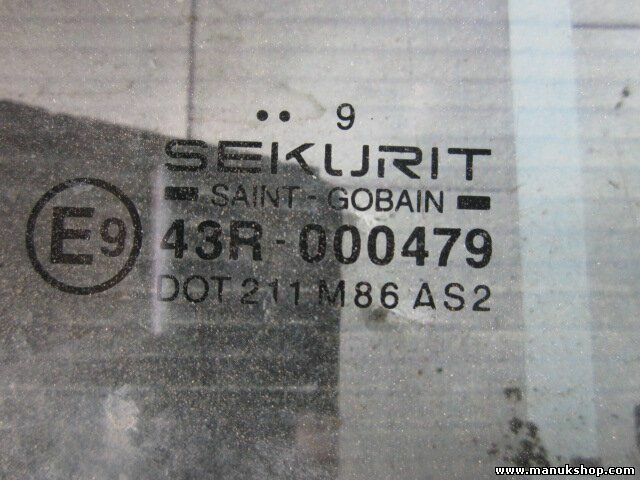 •• 9
SEKURIT
SAINT-GOBAIN
E9
43R-000479
DOT 211 M86 AS2
www.manukshop.com